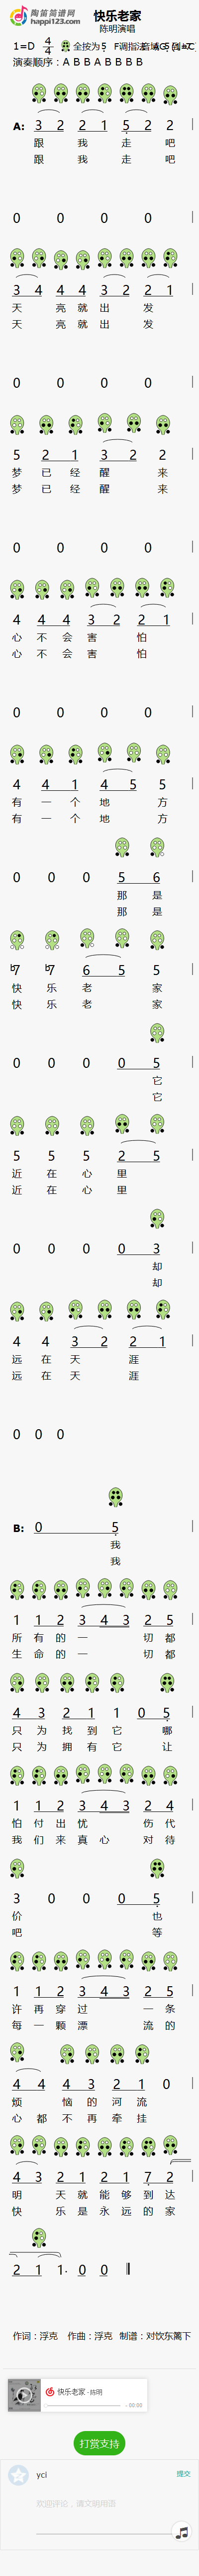 陶笛简谱网
happi123.com
快乐老家
陈明演唱
1=D 4/4 全按为5
演奏顺序：A B B A B B B B
A: 3 2 2 1 5 2 2
跟 我 走 吧
跟 我 走 吧
0 0 0 0
3 4 4 4 3 2 2 1
天 亮 就 出 发
天 亮 就 出 发
0 0 0 0
5 2 1 3 2 2
梦 已 经 醒 来
梦 已 经 醒 来
0 0 0 0
4 4 4 3 2 2 1
心 不 会 害 怕
心 不 会 害 怕
0 0 0 0
4 4 1 4 5 5
有 一 个 地 方
有 一 个 地 方
0 0 0 5 6
那 是
那 是
b7 b7 6 5 5
快 乐 老 家
快 乐 老 家
0 0 0 0 5
它
它
5 5 5 2 5
近 在 心 里
近 在 心 里
0 0 0 0 3
却
却
4 4 3 2 2 1
远 在 天 涯
远 在 天 涯
0 0 0
B: 0 5
我
我
1 1 2 3 4 3 2 5
所 有 的 一 切 都
生 命 的 一 切 都
4 3 2 1 1 0 5
只 为 找 到 它 哪
只 为 拥 有 它 让
1 1 2 3 4 3 2 4
怕 付 出 忧 伤 代
我 们 来 真 心 对 待
3 0 0 0 5
价 也
吧 等
1 1 2 3 4 3 2 5
许 再 穿 过 一 条
每 一 颗 漂 流 的
4 4 4 3 2 1 0
烦 恼 的 河 流
心 都 不 再 牵 挂
4 3 2 1 2 1 7 2
明 天 就 能 够 到 达
快 乐 是 永 远 的 家
2 1 1. 0 0
作词：浮克 作曲：浮克 制谱：对饮东篱下
快乐老家 - 陈明
- 00:00
打赏支持
yci 提交
欢迎评论，请文明用语